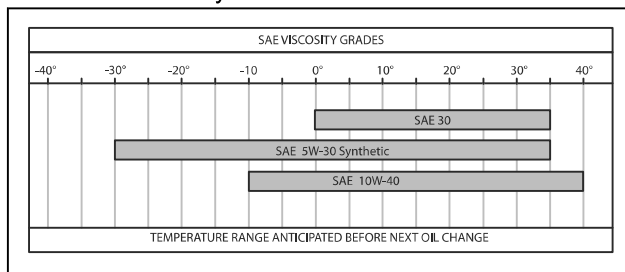 SAE VISCOSITY GRADES
-40° -30° -20° -10 0° 10° 20° 30° 40°
SAE 30
SAE 5W-30 Synthetic
SAE 10W-40
TEMPERATURE RANGE ANTICIPATED BEFORE NEXT OIL CHANGE